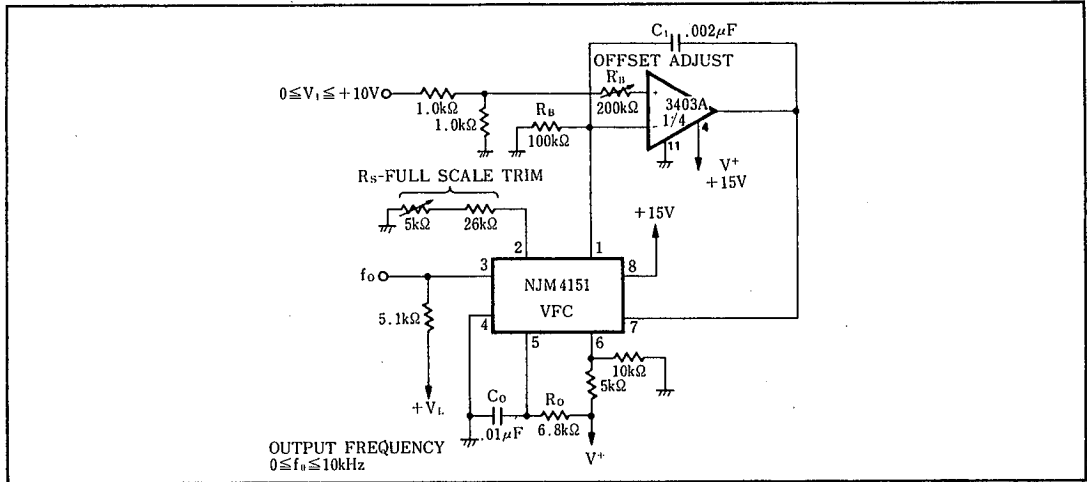 C₁ .002μF
OFFSET ADJUST
0≦V₁≦+10V
1.0kΩ
1.0kΩ
R_B
200kΩ
R_B
100kΩ
+
-
3403A
1/4
4
11
V⁺
+15V
Rs-FULL SCALE TRIM
5kΩ
26kΩ
+15V
2
1
f₀
3
8
NJM4151
VFC
5.1kΩ
4
7
5
6
10kΩ
5kΩ
+V_L
C₀
.01μF
R₀
6.8kΩ
V⁺
OUTPUT FREQUENCY
0≦f₀≦10kHz